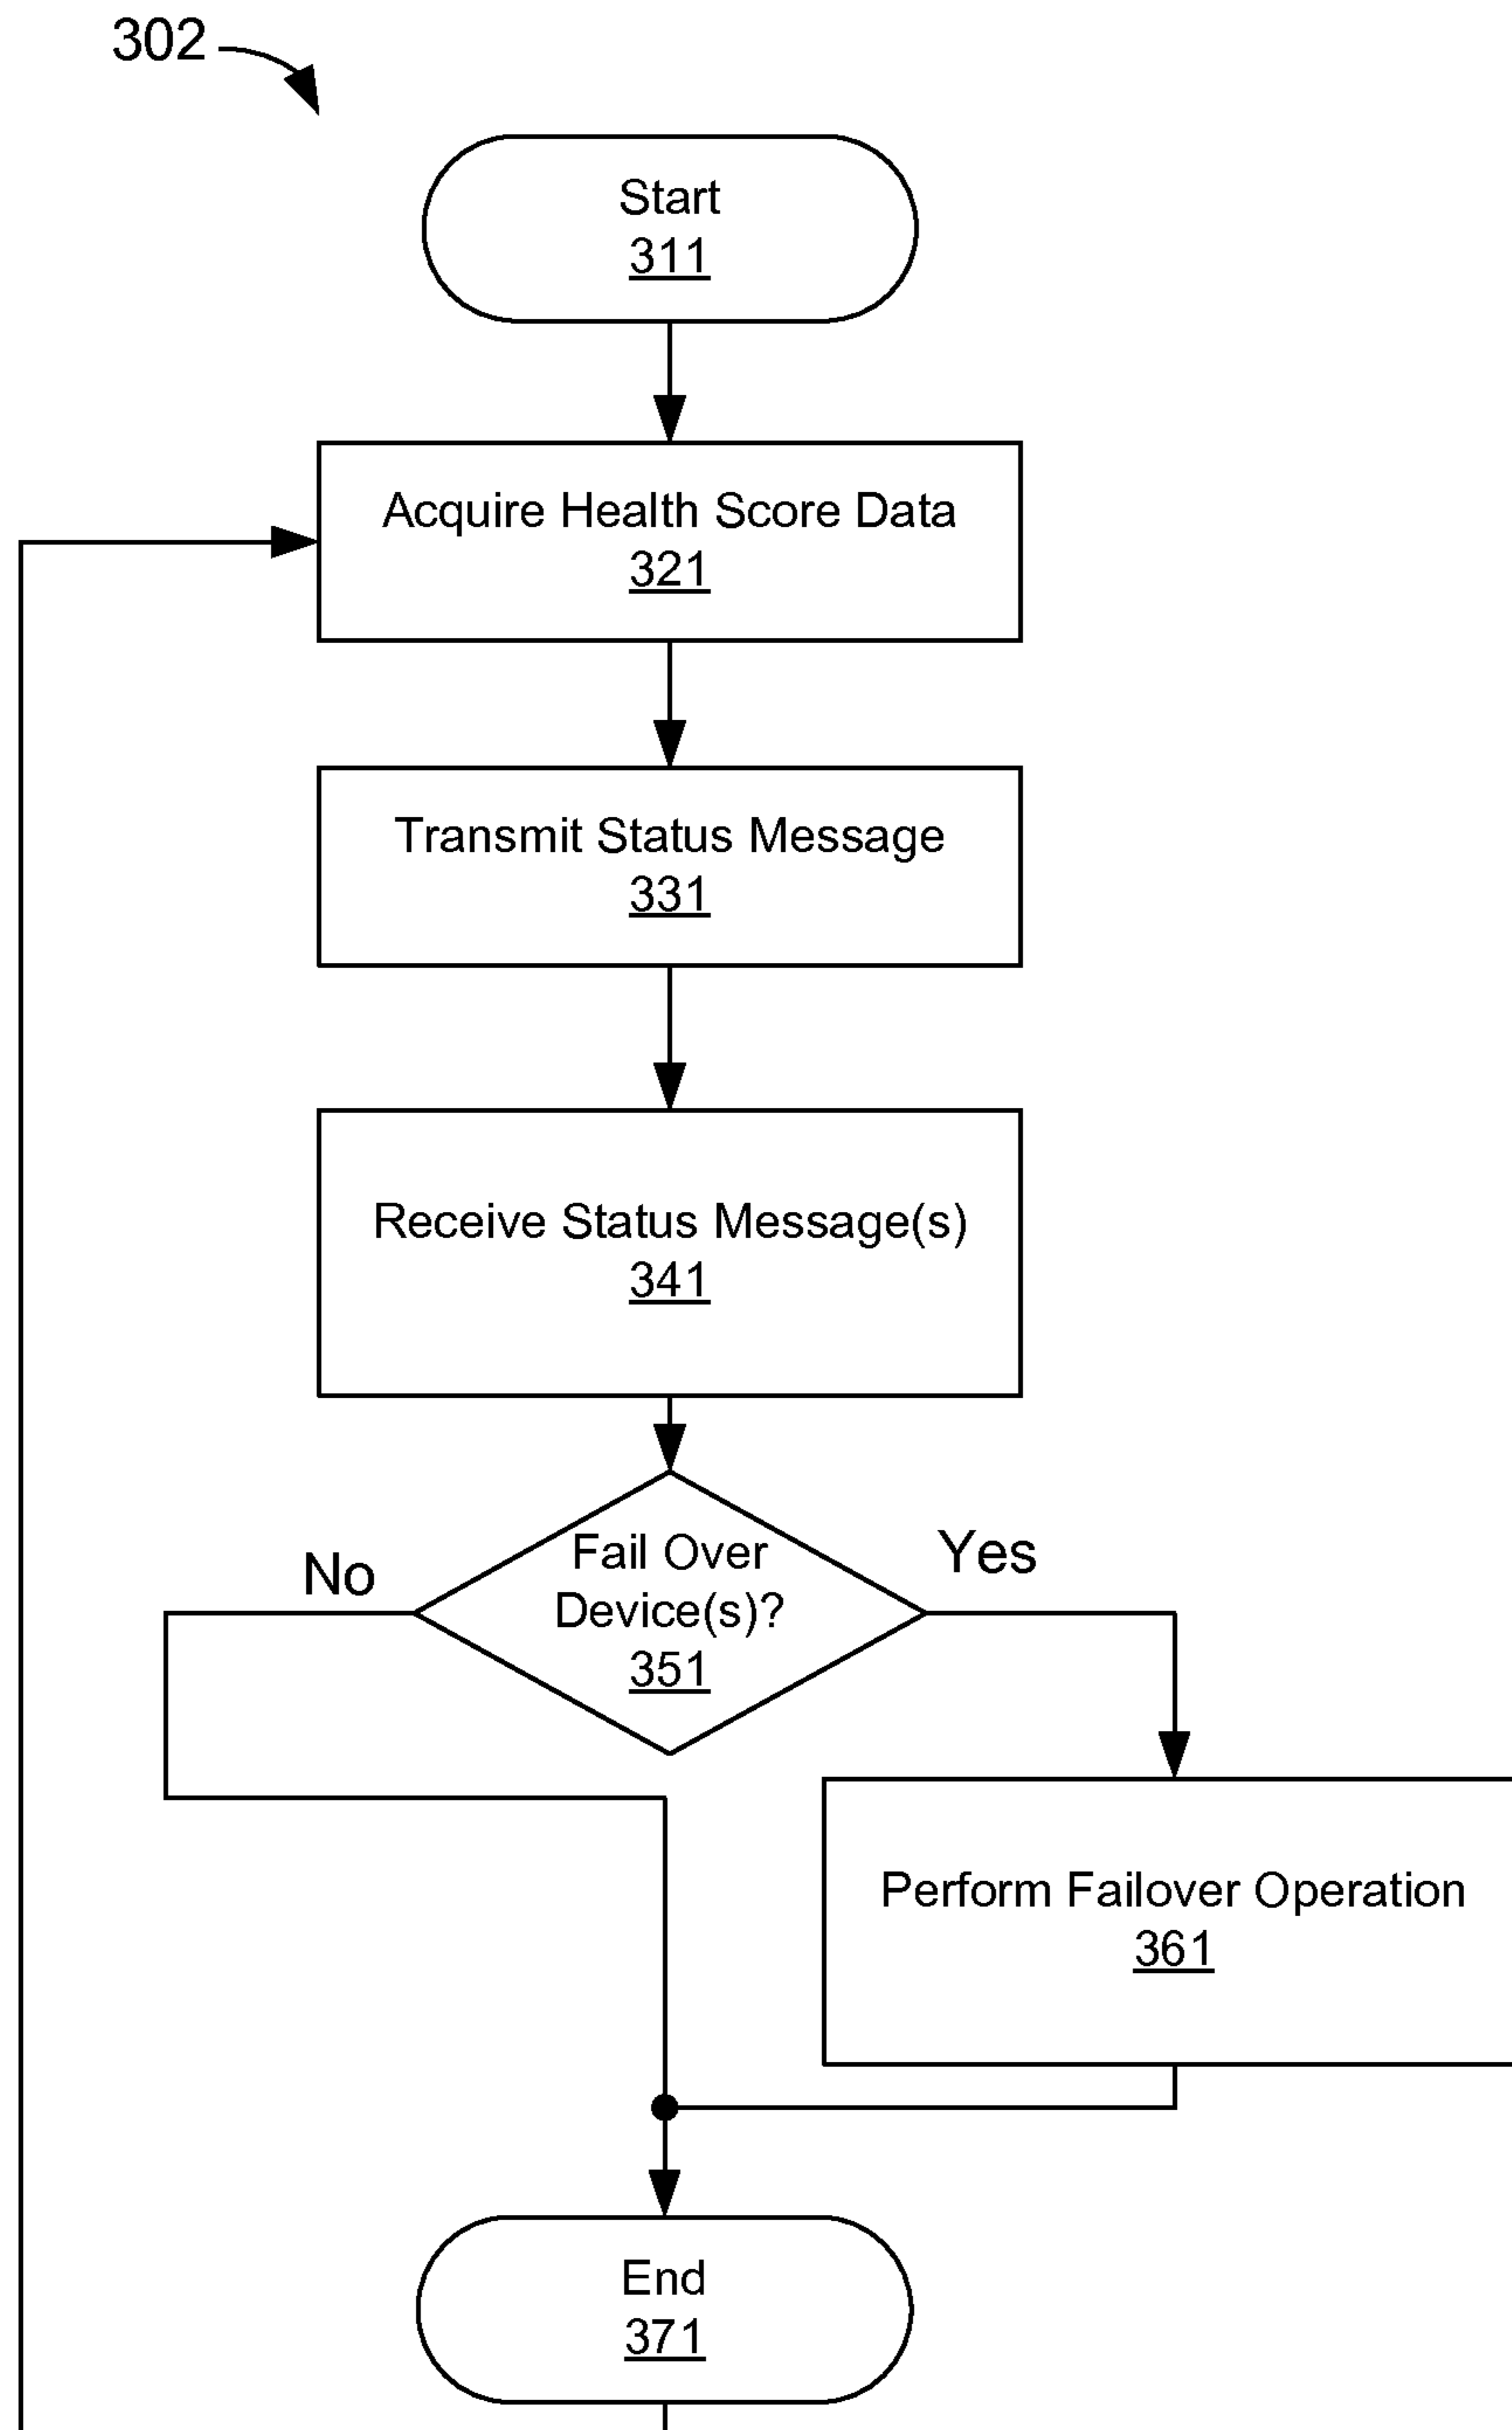 302
Start
311
Acquire Health Score Data
321
Transmit Status Message
331
Receive Status Message(s)
341
Fail Over
Device(s)?
351
No
Yes
Perform Failover Operation
361
End
371